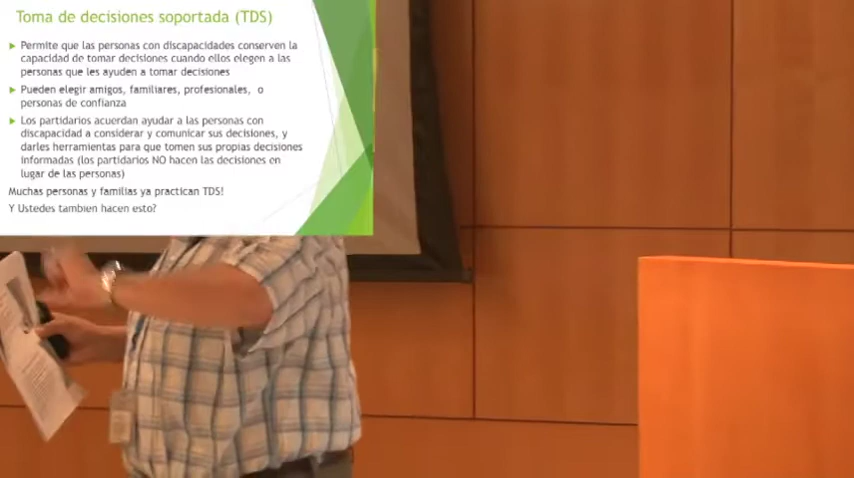 Toma de decisiones soportada (TDS)
Permite que las personas con discapacidades conserven la
capacidad de tomar decisiones cuando ellos elegen a las
personas que les ayuden a tomar decisiones
Pueden elegir amigos, familiares, profesionales, o
personas de confianza
Los partidarios acuerdan ayudar a las personas con
discapacidad a considerar y comunicar sus decisiones, y
darles herramientas para que tomen sus propias decisiones
informadas (los partidarios NO hacen las decisiones en
lugar de las personas)
Muchas personas y familias ya practican TDS!
Y Ustedes tambien hacen esto?